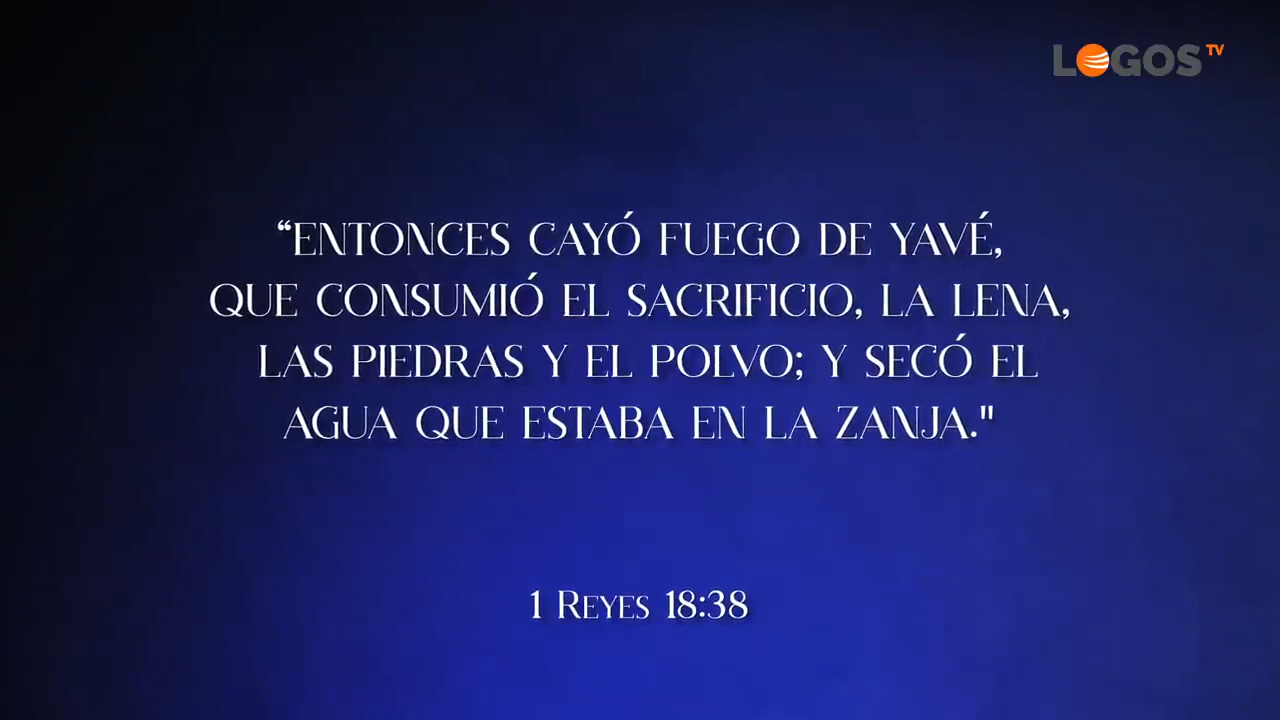 LOGOS TV
“ENTONCES CAYÓ FUEGO DE YAVÉ,
QUE CONSUMIÓ EL SACRIFICIO, LA LENA,
LAS PIEDRAS Y EL POLVO; Y SECÓ EL
AGUA QUE ESTABA EN LA ZANJA."
1 REYES 18:38